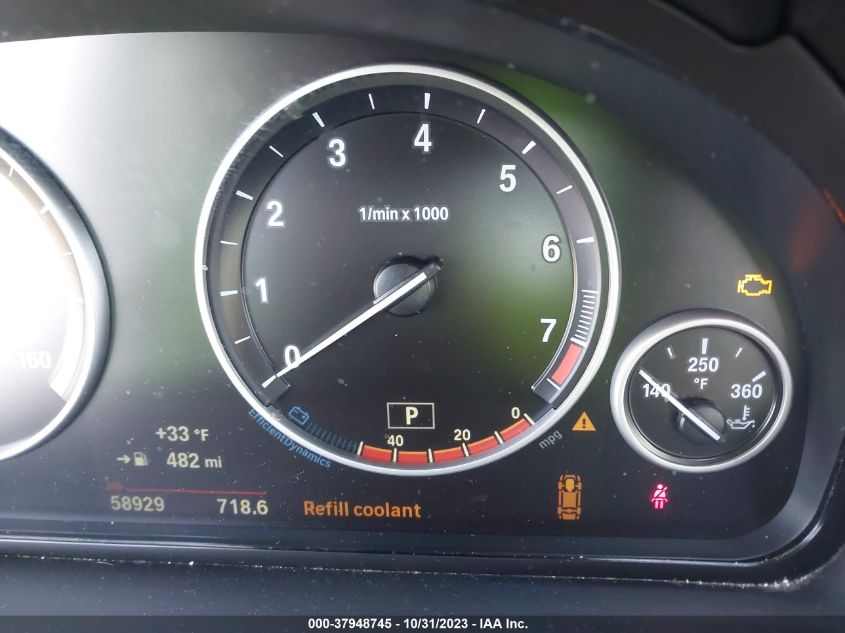 4
3
5
1/min x 1000
2
6
1
7
0
160
250
°F
140
360
P
0
20
40
mpg
EfficientDynamics
+33 °F
482 mi
58929
718.6
Refill coolant
000-37948745 - 10/31/2023 - IAA Inc.